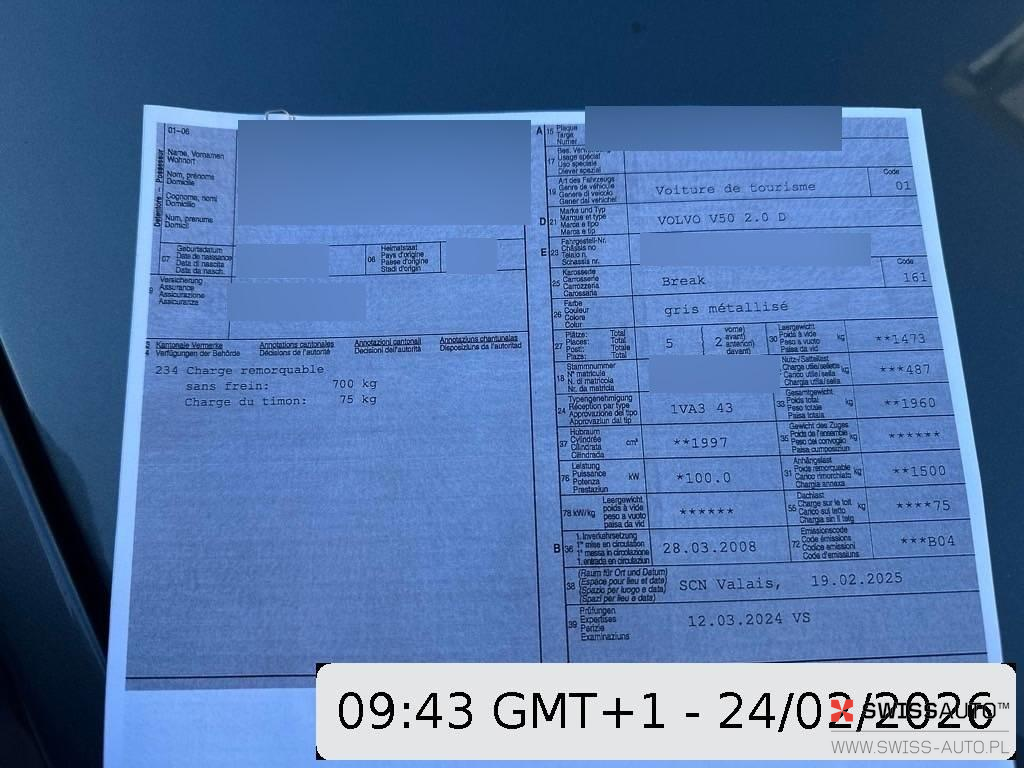 01-06
Name, Vornamen
Wohnort
Nom, prénoms
Domicile
Cognome, nomi
Domicilio
Num, prenums
Domicil
Detentore - Possessur
07 Geburtsdatum
Date de naissance
Data di nascita
Data da nasch.
08 Heimatstaat
Pays d'origine
Paese d'origine
Stadi d'origin
9 Versicherung
Assurance
Assicurazione
Assicuranza
Kantonale Vermerke Annotations cantonales Annotazioni cantonali Annotaziuns chantunalas
Verfügungen der Behörde Décisions de l'autorité Decisioni dell'autorità Disposiziuns da l'autoritad
234 Charge remorquable
sans frein: 700 kg
Charge du timon: 75 kg
A 15 Plaque
Targa
Numer
17
Usage spécial
Uso speciale
Diever spezial
19 Art des Fahrzeugs
Genre de véhicule
Genere di veicolo
Gener dal vehichel
Voiture de tourisme
Code
01
D 21 Marke und Typ
Marque et type
Marca e tipo
Marca e tip
VOLVO V50 2.0 D
E 23 Fahrgestell-Nr.
Châssis no
Telaio n.
Schassis nr.
25 Karosserie
Carrosserie
Carrozzeria
Carossaria
Break
Code
161
26 Farbe
Couleur
Colore
Colur
gris métallisé
27 Plätze: Total
Places: Total
Posti: Totale
Plazs: Total
5
2
vorne)
avant)
anteriori)
davant)
30 Leergewicht
Poids à vide
Peso a vuoto
Paisa da vid
kg
**1473
18 Stammnummer
N° matricule
N. di matricola
Nr. da matricla
Nutz-/Sattellast
Charge utile/sellette
Carico utile/sella
Chargia utila/sella
kg
***487
24 Typengenehmigung
Réception par type
Approvazione del tipo
Approvaziun dal tip
1VA3 43
33 Gesamtgewicht
Poids total
Peso totale
Paisa totala
kg
**1960
37 Hubraum
Cylindrée
Cilindrata
Cilindrada
cm³
**1997
35 Gewicht des Zuges
Poids de l'ensemble
Peso del convoglio
Paisa cumposiziun
kg
******
76 Leistung
Puissance
Potenza
Prestaziun
kW
*100.0
31 Anhängelast
Poids remorquable
Carico rimorchiato
Chargia annexa
kg
**1500
78 kW/kg
Leergewicht
poids à vide
peso a vuoto
paisa da vid
******
55 Dachlast
Charge sur le toit
Carico sul tetto
Chargia sin il tetg
kg
****75
B 36 1. Inverkehrsetzung
1re mise en circulation
1a messa in circolazione
1. entrada en circulaziun
28.03.2008
72 Emissionscode
Code émissions
Codice emissioni
Code d'emissiuns
***B04
38 (Raum für Ort und Datum)
(Espace pour lieu et date)
(Spazio per luogo e data)
(Spazi per lieu e data)
SCN Valais, 19.02.2025
39 Prüfungen
Expertises
Perizie
Examinaziuns
12.03.2024 VS
09:43 GMT+1 - 24/02/2026
SWISSAUTO™
WWW.SWISS-AUTO.PL